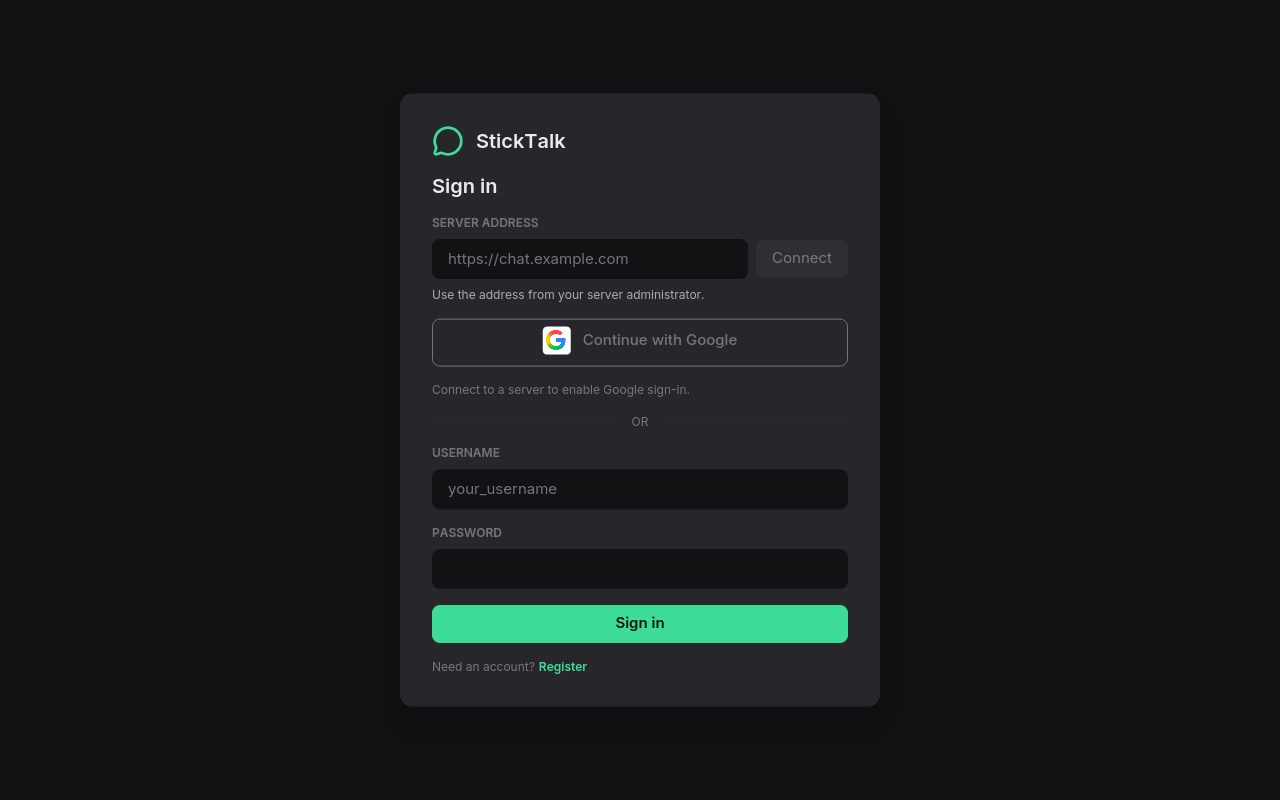 StickTalk
Sign in
SERVER ADDRESS
https://chat.example.com Connect
Use the address from your server administrator.
Continue with Google
Connect to a server to enable Google sign-in.
OR
USERNAME
your_username
PASSWORD
Sign in
Need an account? Register